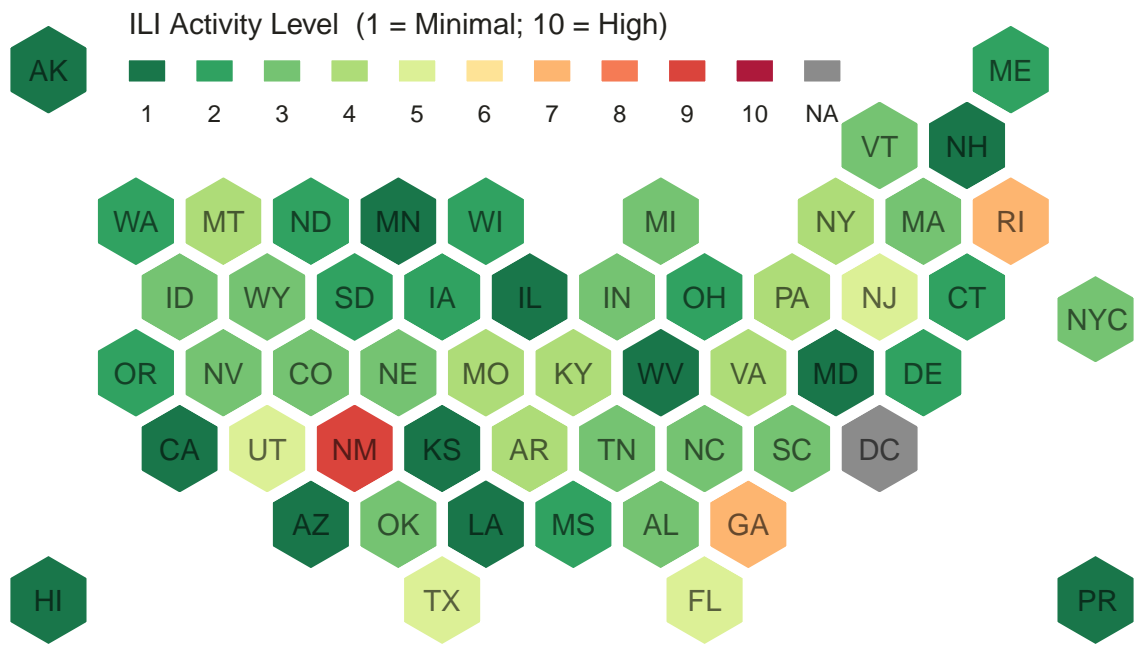 ILI Activity Level (1 = Minimal; 10 = High)
AK
ME
1 2 3 4 5 6 7 8 9 10 NA
VT NH
WA MT ND MN WI MI NY MA RI
ID WY SD IA IL IN OH PA NJ CT
NYC
OR NV CO NE MO KY WV VA MD DE
CA UT NM KS AR TN NC SC DC
AZ OK LA MS AL GA
HI TX FL PR